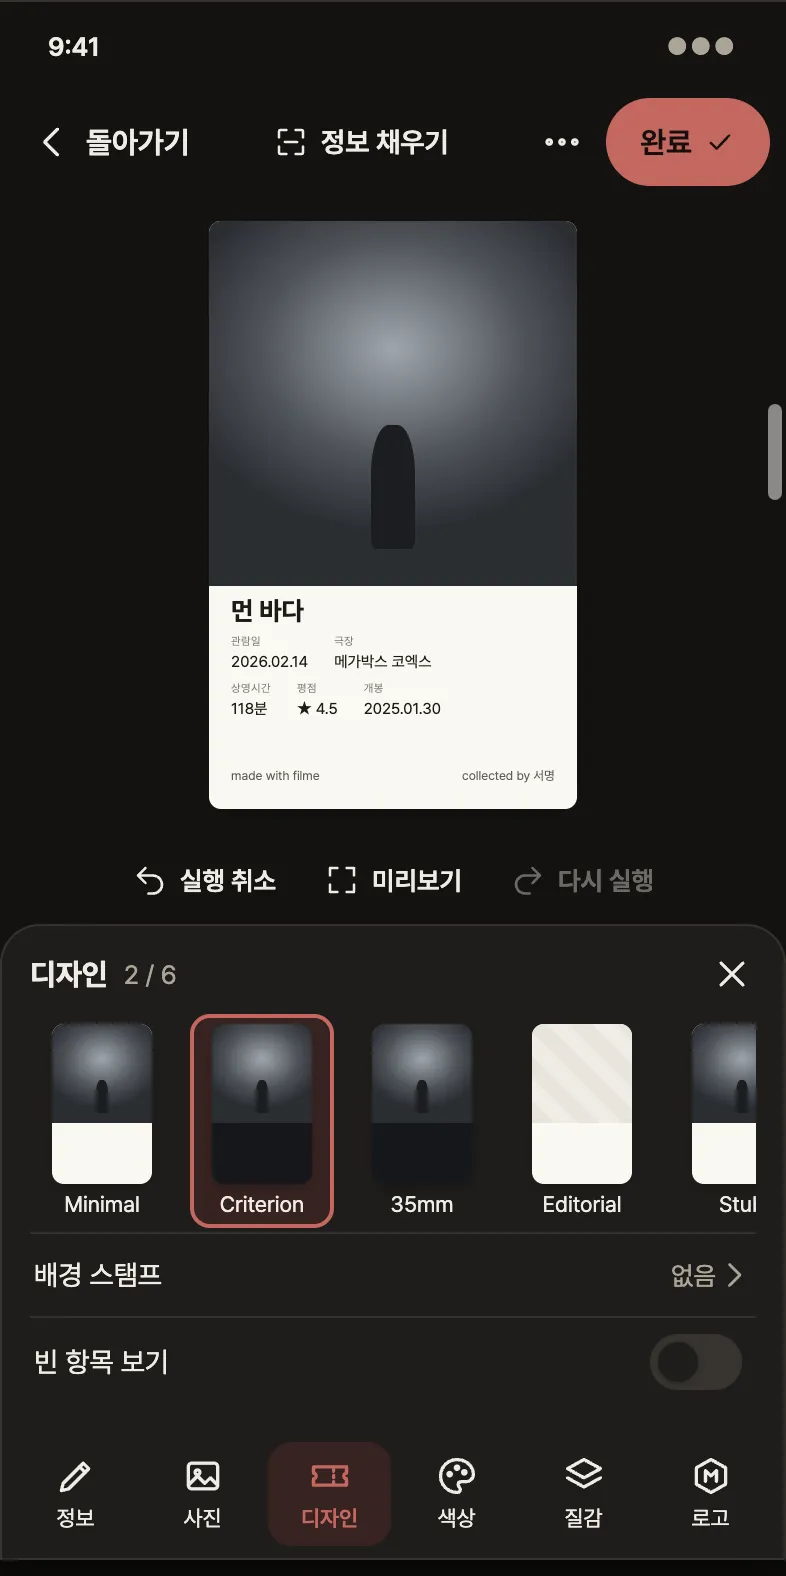 9:41
돌아가기
정보 채우기
완료
먼 바다
관람일 극장
2026.02.14 메가박스 코엑스
상영시간 평점 개봉
118분 ★ 4.5 2025.01.30
made with filme collected by 서명
실행 취소
미리보기
다시 실행
디자인 2 / 6
Minimal
Criterion
35mm
Editorial
Stul
배경 스탬프 없음
빈 항목 보기
정보
사진
디자인
색상
질감
로고